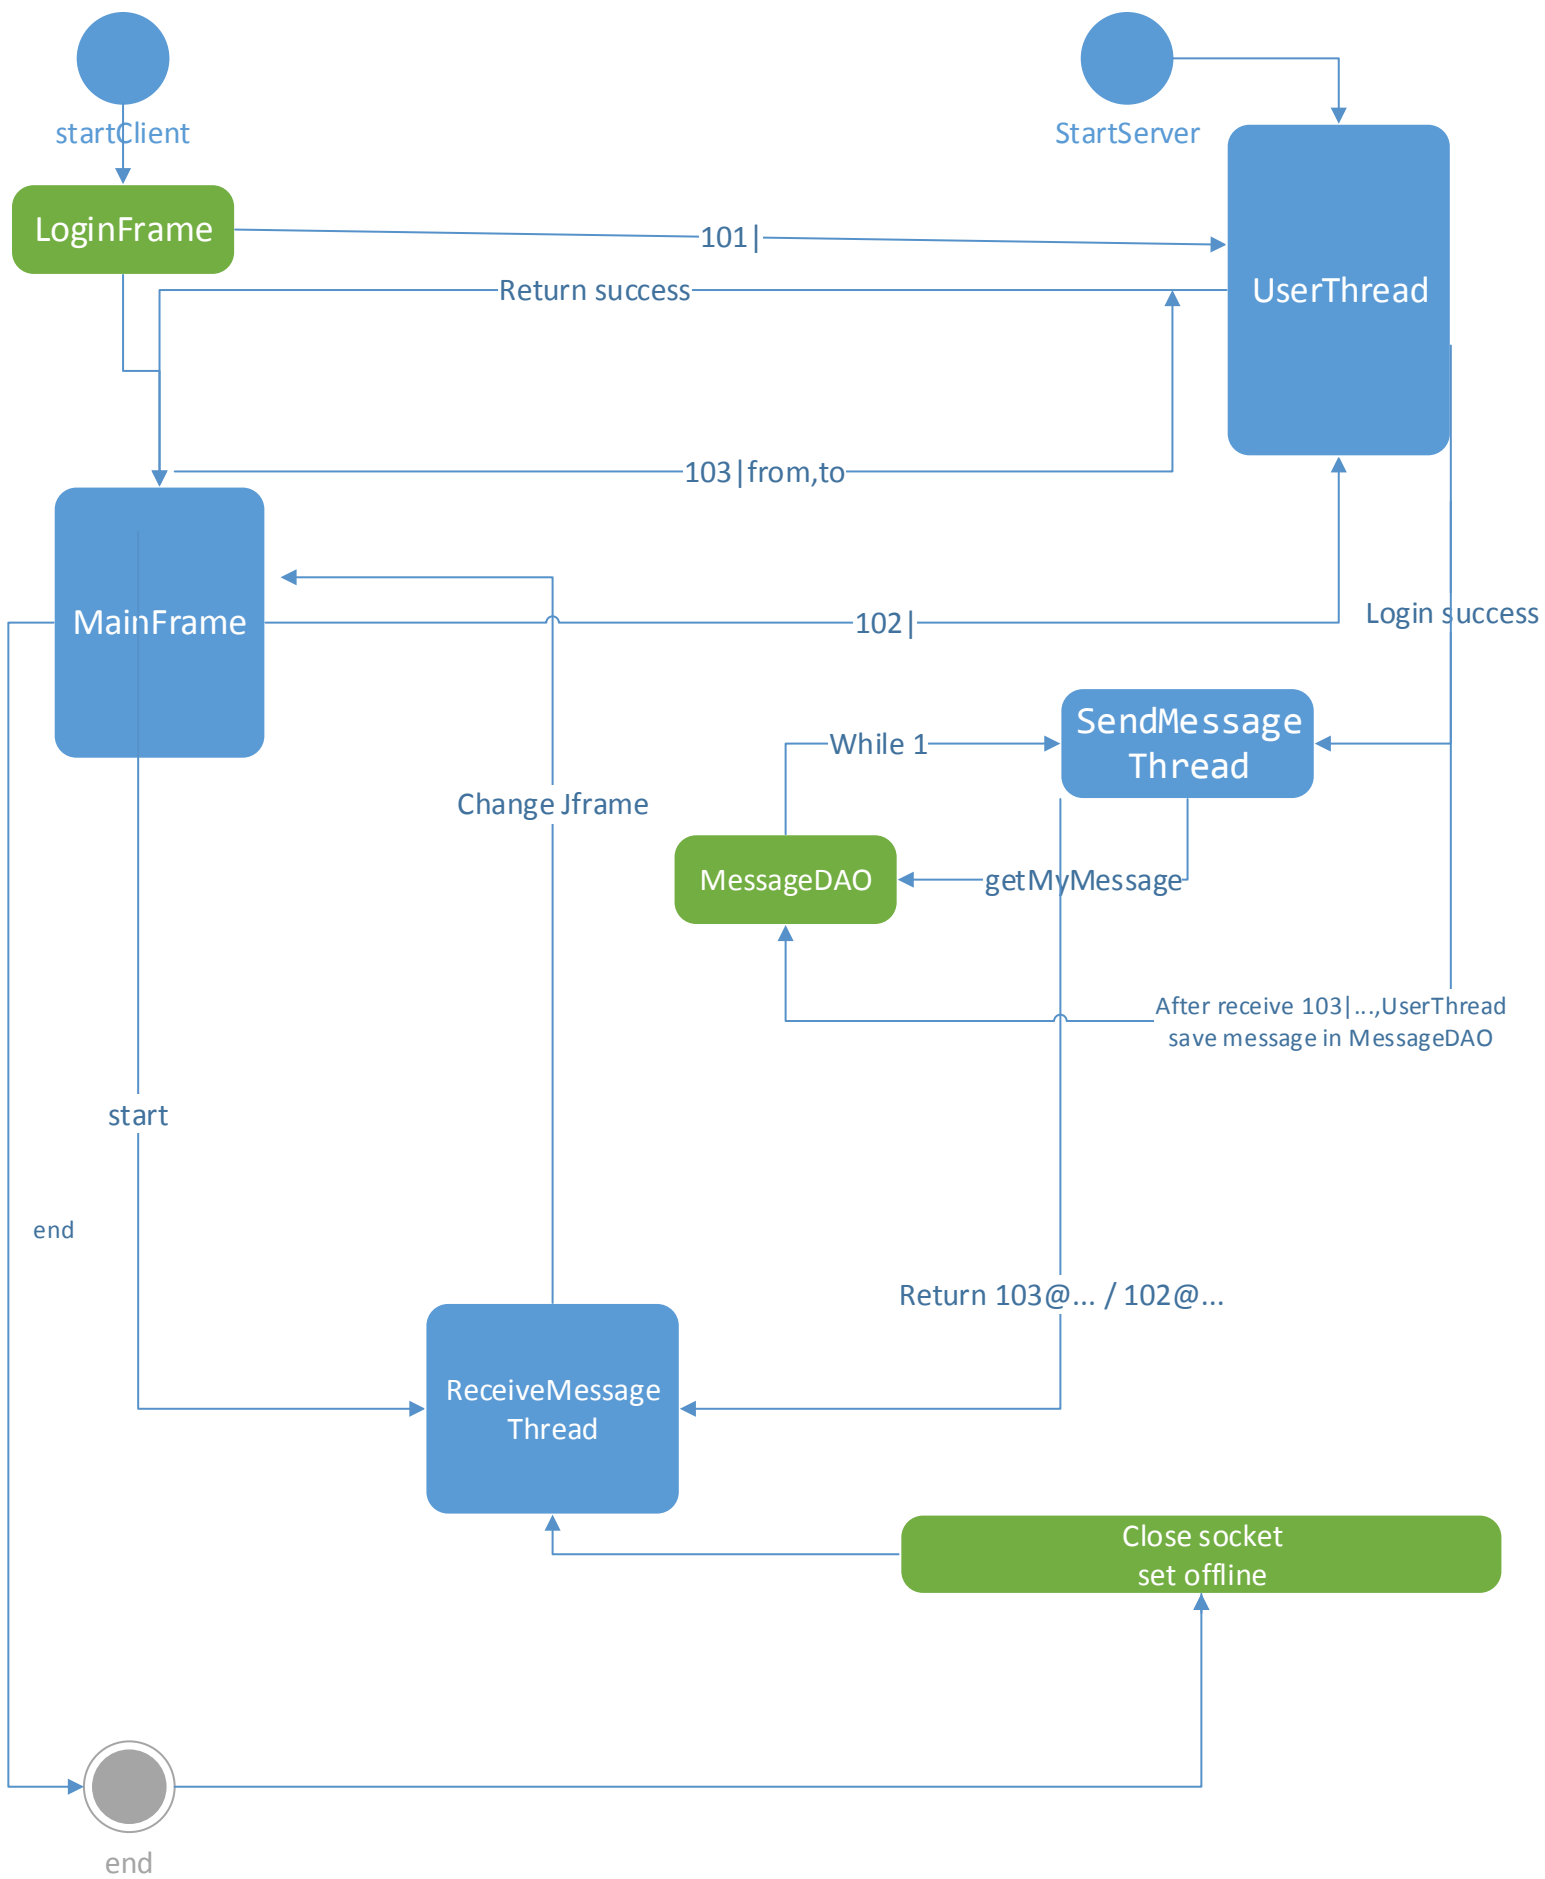 startClient
StartServer
LoginFrame
101|
Return success
UserThread
103|from,to
MainFrame
102|
Login success
SendMessage
Thread
While 1
Change Jframe
MessageDAO
getMyMessage
After receive 103|...,UserThread
save message in MessageDAO
start
end
Return 103@... / 102@...
ReceiveMessage
Thread
Close socket
set offline
end